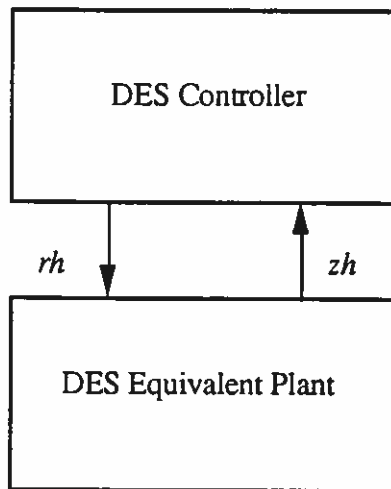 DES Controller
rh
zh
DES Equivalent Plant